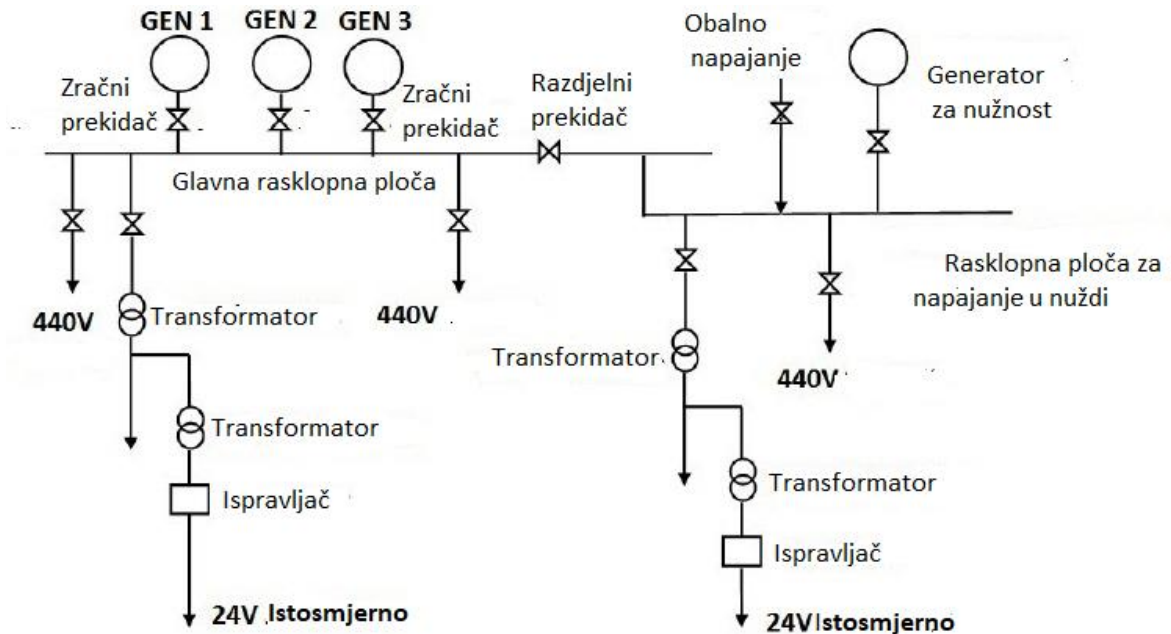 GEN 1
GEN 2
GEN 3
Obalno
napajanje
Generator
za nužnost
Zračni
prekidač
Zračni
prekidač
Razdjelni
prekidač
Glavna rasklopna ploča
Rasklopna ploča za
napajanje u nuždi
440V
Transformator
440V
Transformator
440V
Transformator
Transformator
Ispravljač
Ispravljač
24V Istosmjerno
24V Istosmjerno